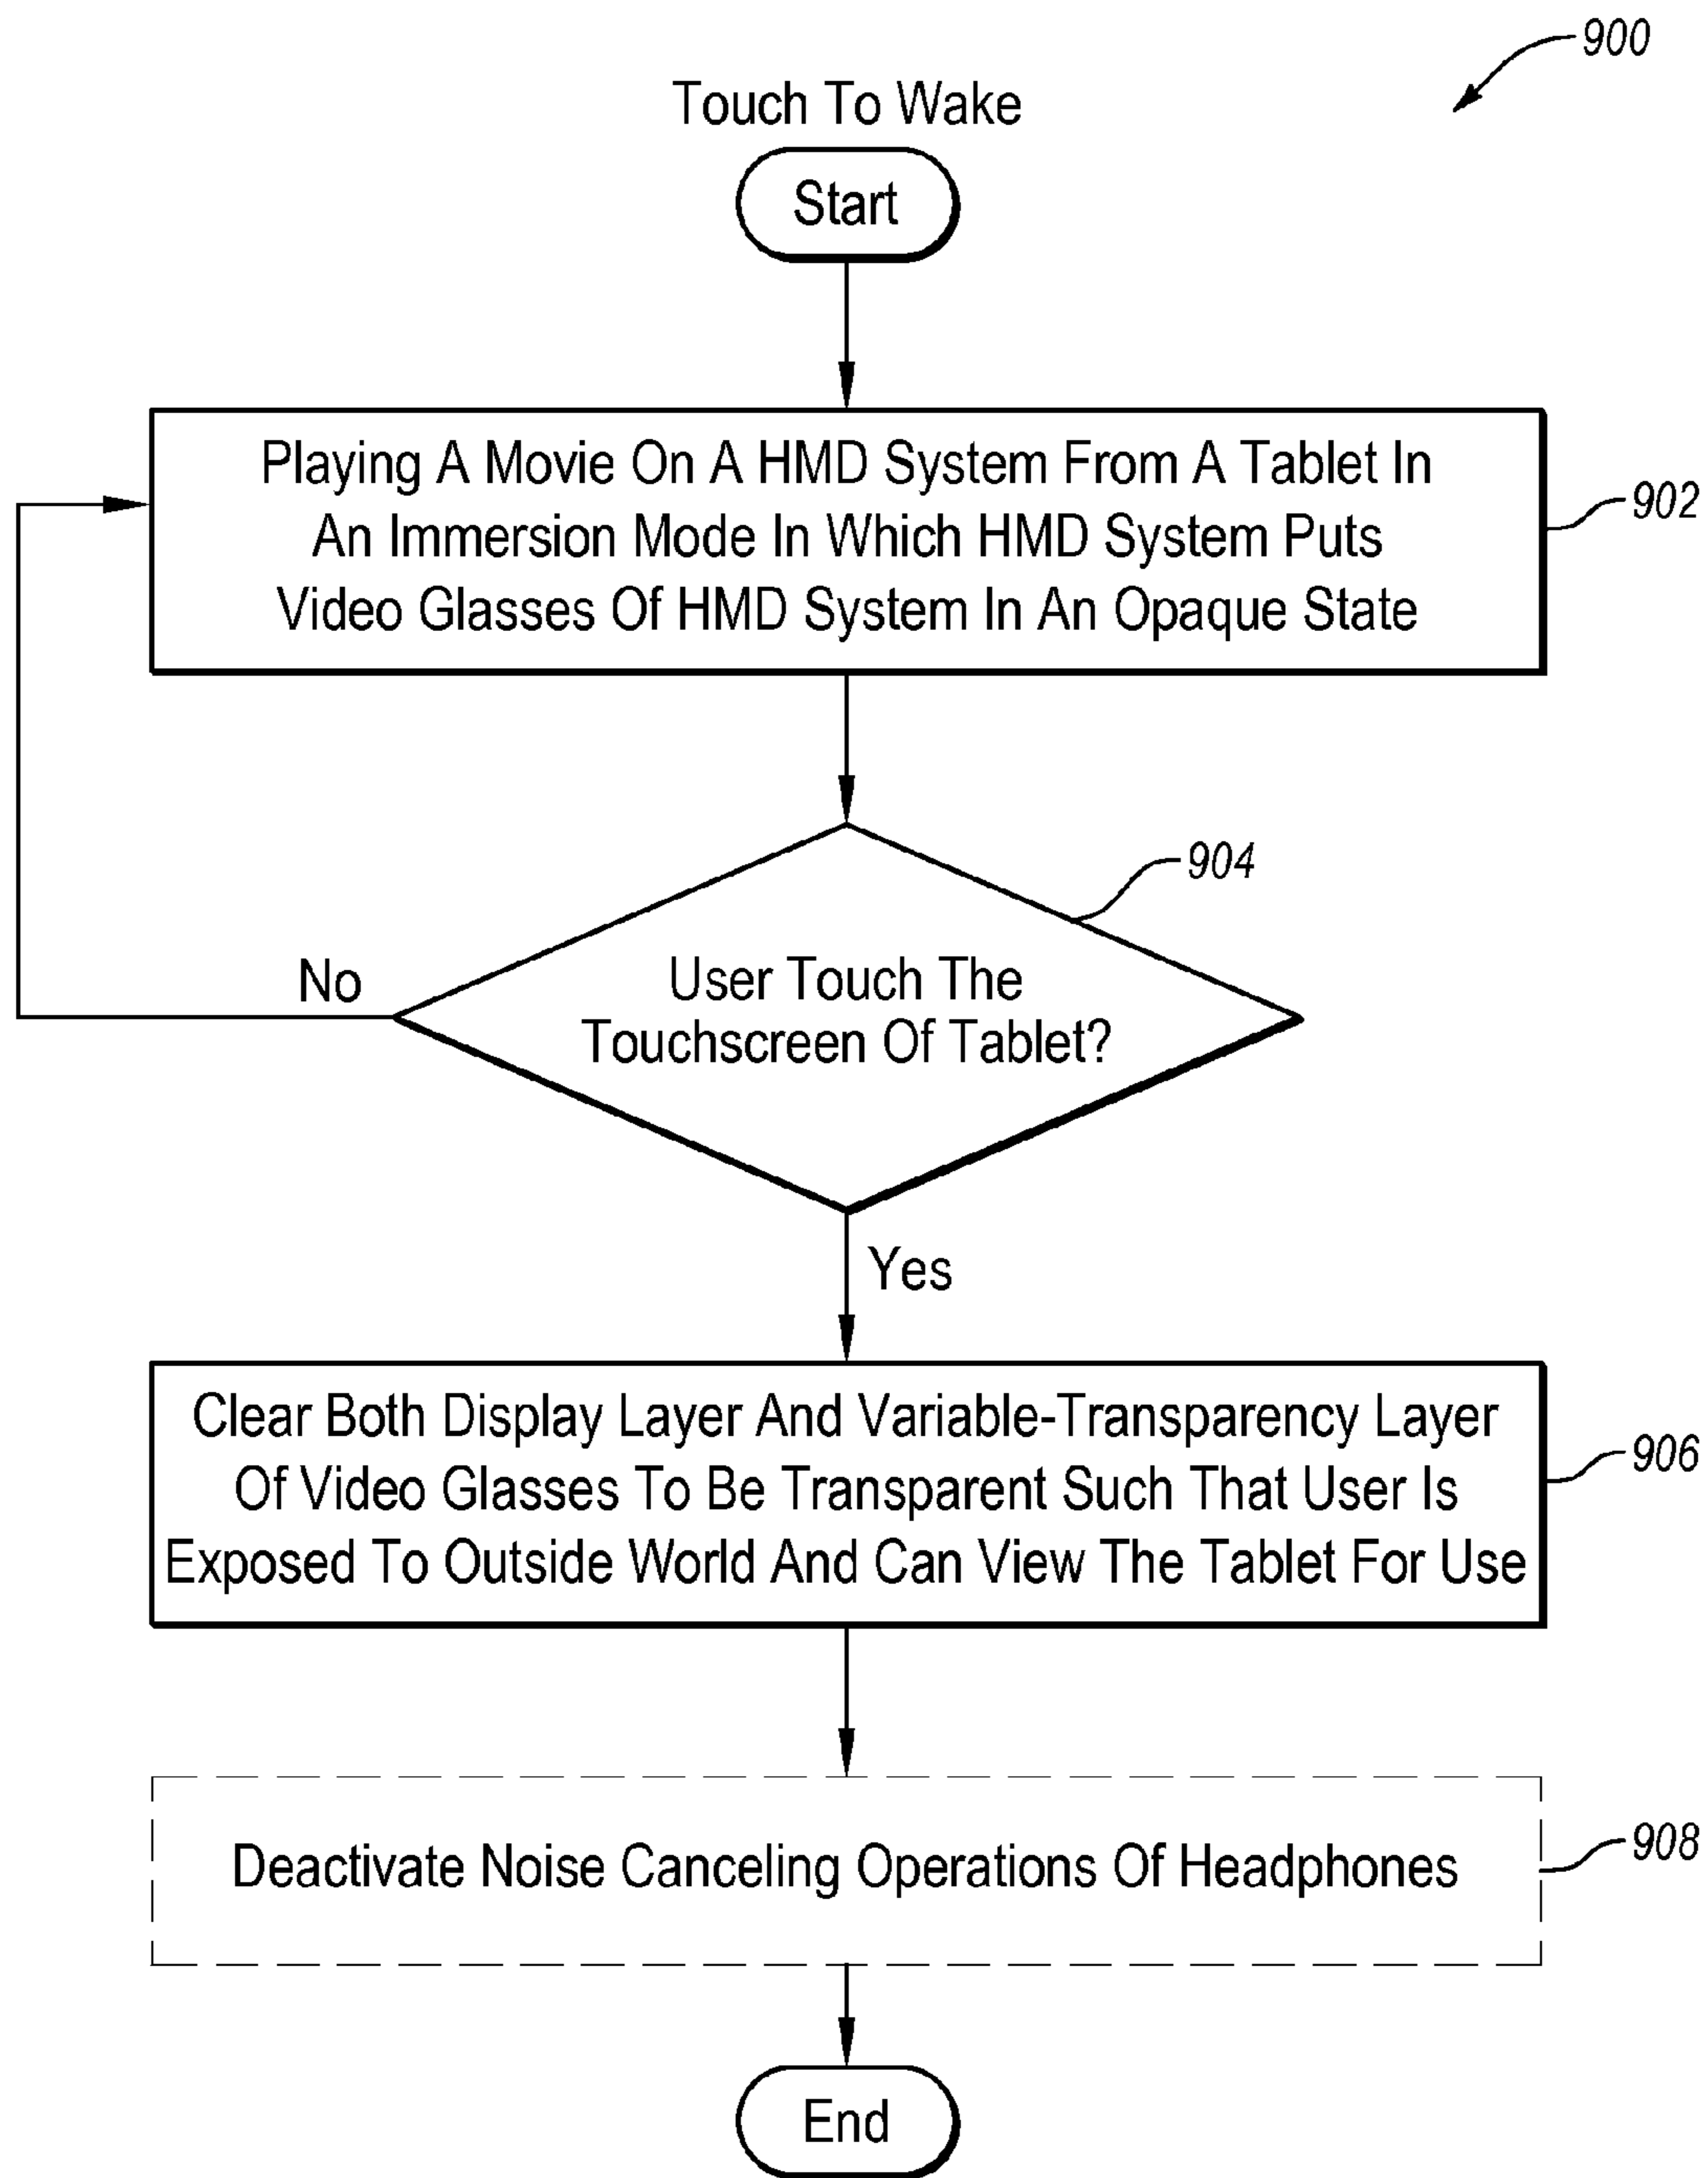 900
Touch To Wake
Start
Playing A Movie On A HMD System From A Tablet In
An Immersion Mode In Which HMD System Puts
Video Glasses Of HMD System In An Opaque State
902
904
User Touch The
Touchscreen Of Tablet?
No
Yes
Clear Both Display Layer And Variable-Transparency Layer
Of Video Glasses To Be Transparent Such That User Is
Exposed To Outside World And Can View The Tablet For Use
906
Deactivate Noise Canceling Operations Of Headphones
908
End